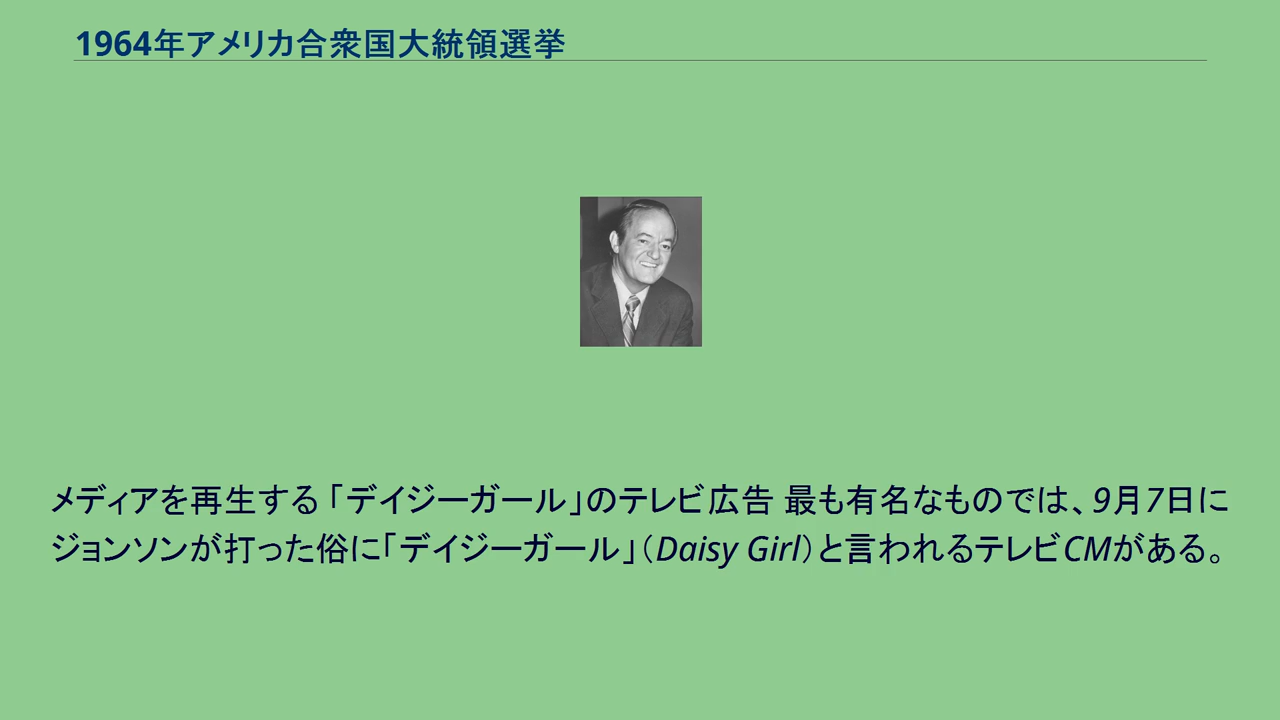 1964年アメリカ合衆国大統領選挙
メディアを再生する 「デイジーガール」のテレビ広告 最も有名なものでは、9月7日に
ジョンソンが打った俗に「デイジーガール」（Daisy Girl）と言われるテレビCMがある。